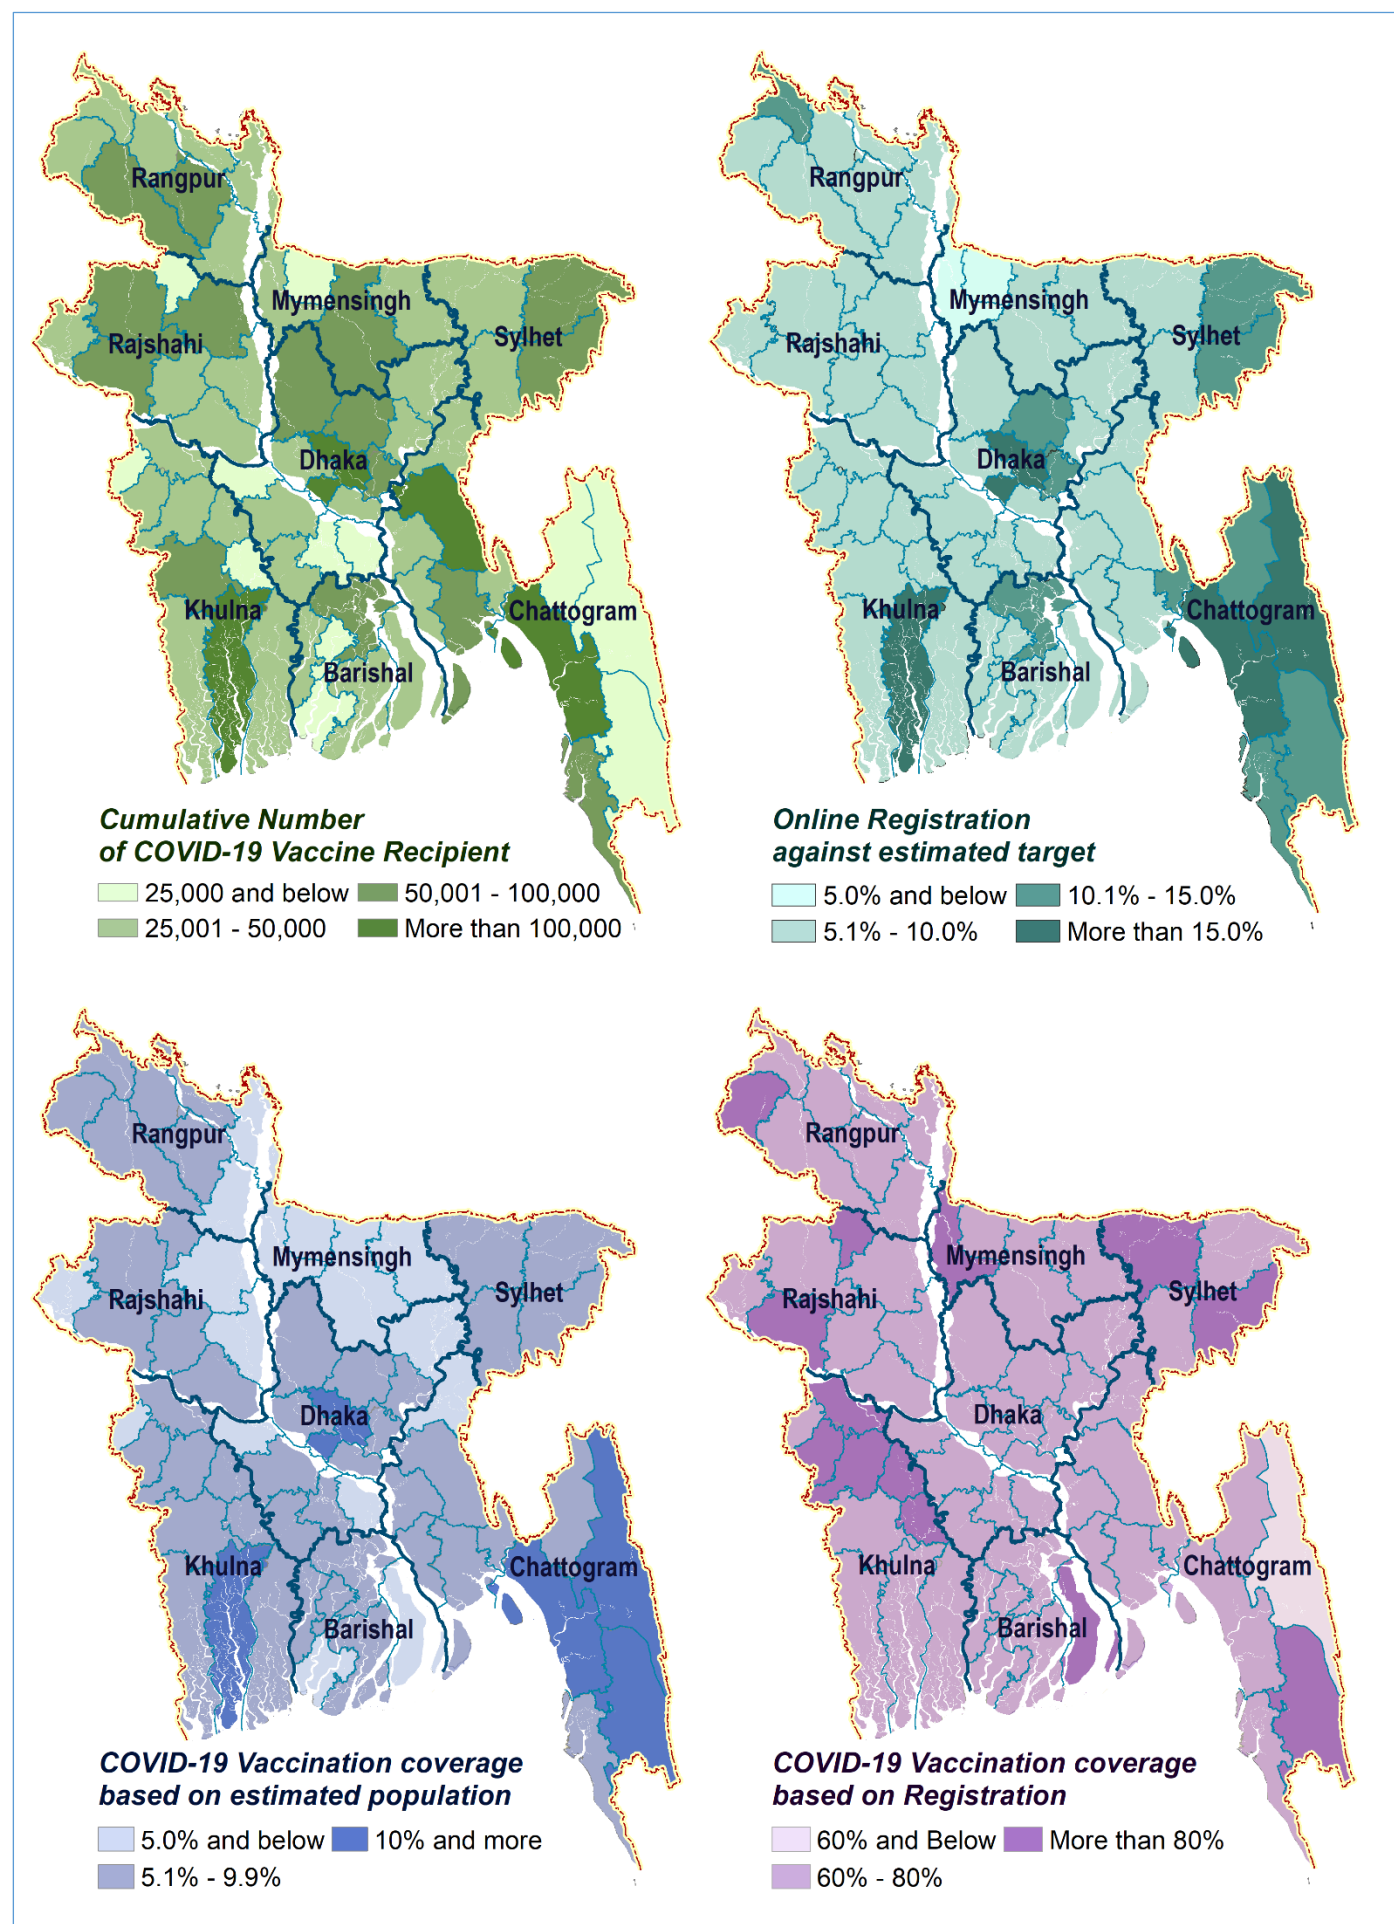 Rangpur
Mymensingh
Sylhet
Rajshahi
Dhaka
Khulna
Chattogram
Barishal
Cumulative Number
of COVID-19 Vaccine Recipient
25,000 and below
50,001 - 100,000
25,001 - 50,000
More than 100,000
Rangpur
Mymensingh
Sylhet
Rajshahi
Dhaka
Khulna
Chattogram
Barishal
Online Registration
against estimated target
5.0% and below
10.1% - 15.0%
5.1% - 10.0%
More than 15.0%
Rangpur
Mymensingh
Sylhet
Rajshahi
Dhaka
Khulna
Chattogram
Barishal
COVID-19 Vaccination coverage
based on estimated population
5.0% and below
10% and more
5.1% - 9.9%
Rangpur
Mymensingh
Sylhet
Rajshahi
Dhaka
Khulna
Chattogram
Barishal
COVID-19 Vaccination coverage
based on Registration
60% and Below
More than 80%
60% - 80%